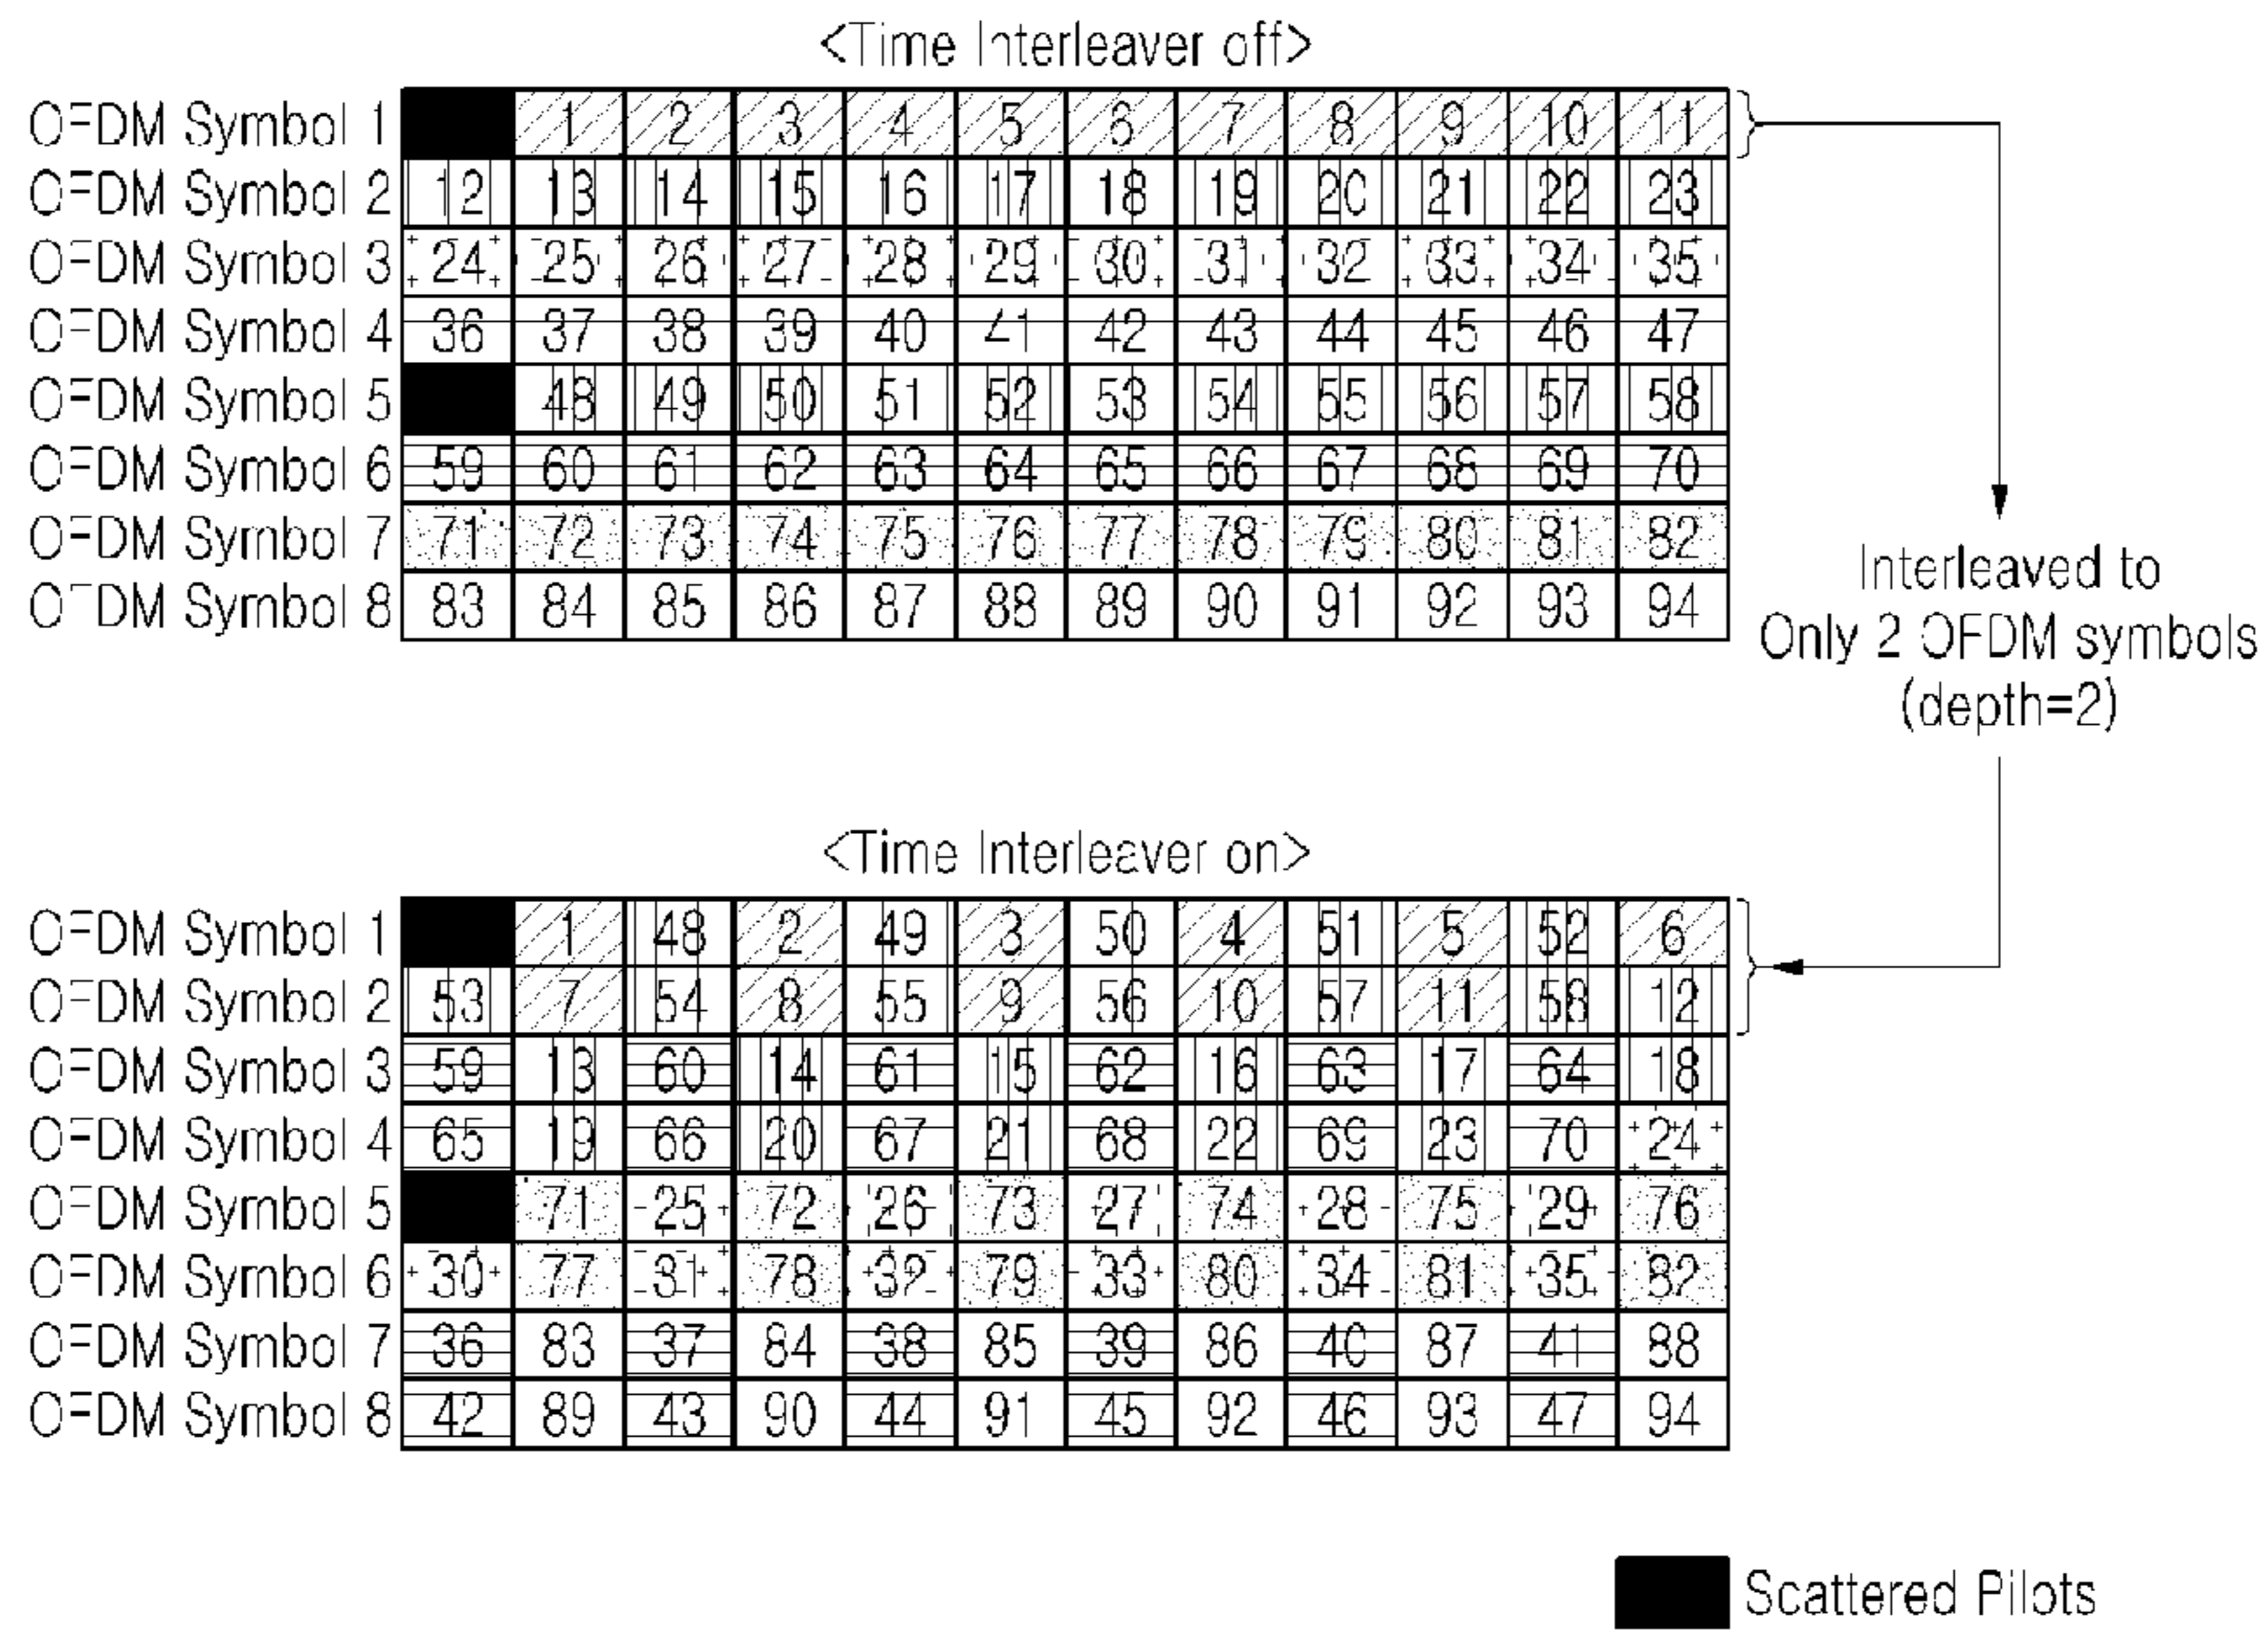 <Time Interleaver off>
OFDM Symbol 1 1 2 3 4 5 6 7 8 9 10 11
OFDM Symbol 2 12 13 14 15 16 17 18 19 20 21 22 23
OFDM Symbol 3 24 25 26 27 28 29 30 31 32 33 34 35
OFDM Symbol 4 36 37 38 39 40 41 42 43 44 45 46 47
OFDM Symbol 5 48 49 50 51 52 53 54 55 56 57 58
OFDM Symbol 6 59 60 61 62 63 64 65 66 67 68 69 70
OFDM Symbol 7 71 72 73 74 75 76 77 78 79 80 81 82
OFDM Symbol 8 83 84 85 86 87 88 89 90 91 92 93 94
Interleaved to
Only 2 OFDM symbols
(depth=2)
<Time Interleaver on>
OFDM Symbol 1 1 48 2 49 3 50 4 51 5 52 6
OFDM Symbol 2 53 7 54 8 55 9 56 10 57 11 58 12
OFDM Symbol 3 59 13 60 14 61 15 62 16 63 17 64 18
OFDM Symbol 4 65 19 66 20 67 21 68 22 69 23 70 24
OFDM Symbol 5 71 25 72 26 73 27 74 28 75 29 76
OFDM Symbol 6 30 77 31 78 32 79 33 80 34 81 35 82
OFDM Symbol 7 36 83 37 84 38 85 39 86 40 87 41 88
OFDM Symbol 8 42 89 43 90 44 91 45 92 46 93 47 94
Scattered Pilots